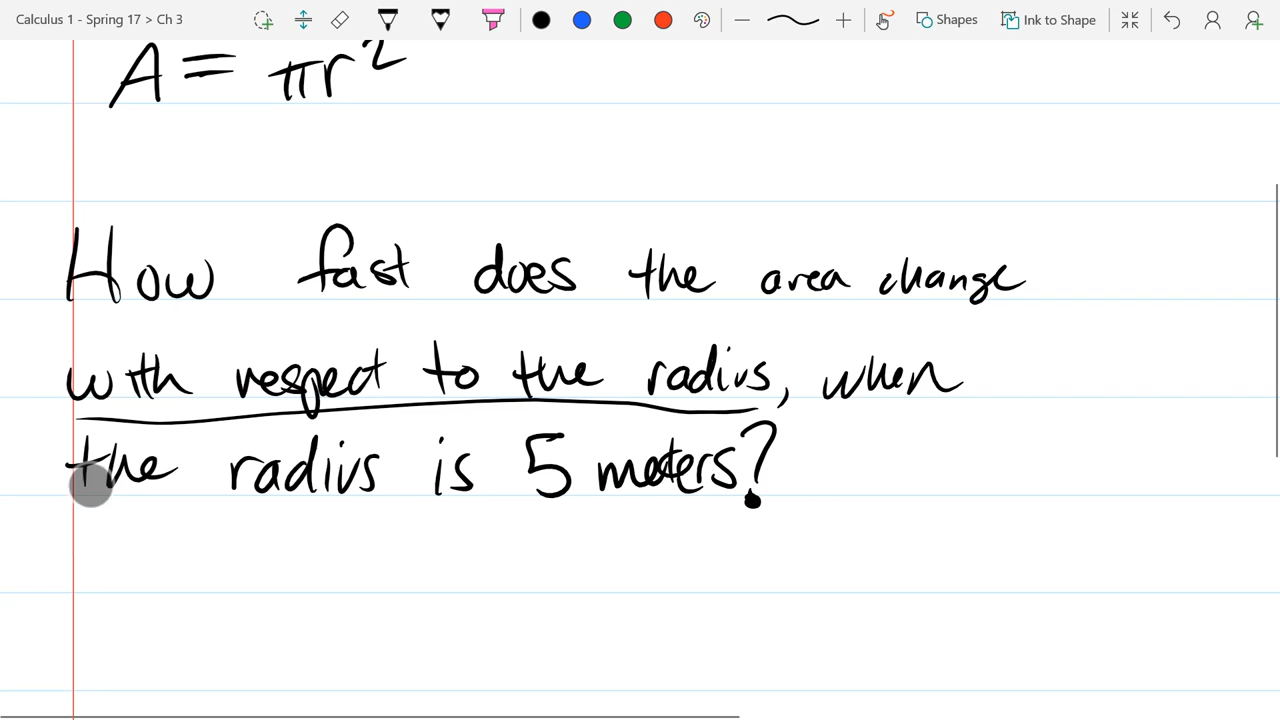 Calculus 1 - Spring 17 > Ch 3 Shapes Ink to Shape
A = πr²
How fast does the area change
with respect to the radius, when
the radius is 5 meters?